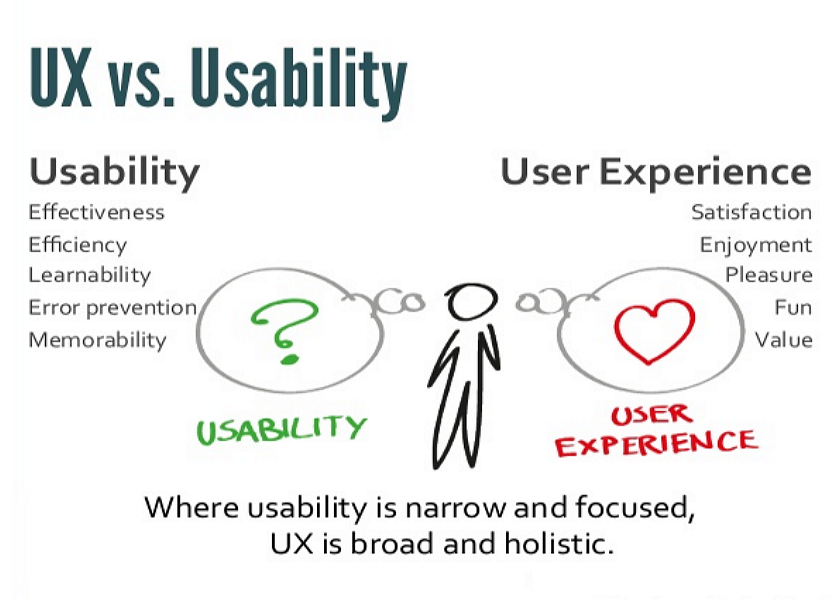 UX vs. Usability
Usability
Effectiveness
Efficiency
Learnability
Error prevention
Memorability
User Experience
Satisfaction
Enjoyment
Pleasure
Fun
Value
USABILITY
USER
EXPERIENCE
Where usability is narrow and focused,
UX is broad and holistic.